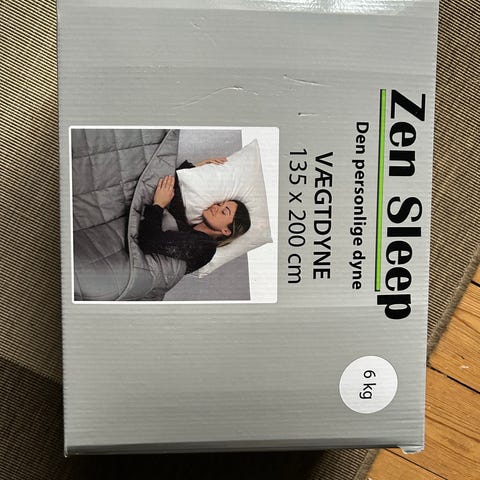 Zen Sleep
Den personlige dyne
VÆGTDYNE
135 x 200 cm
6 kg